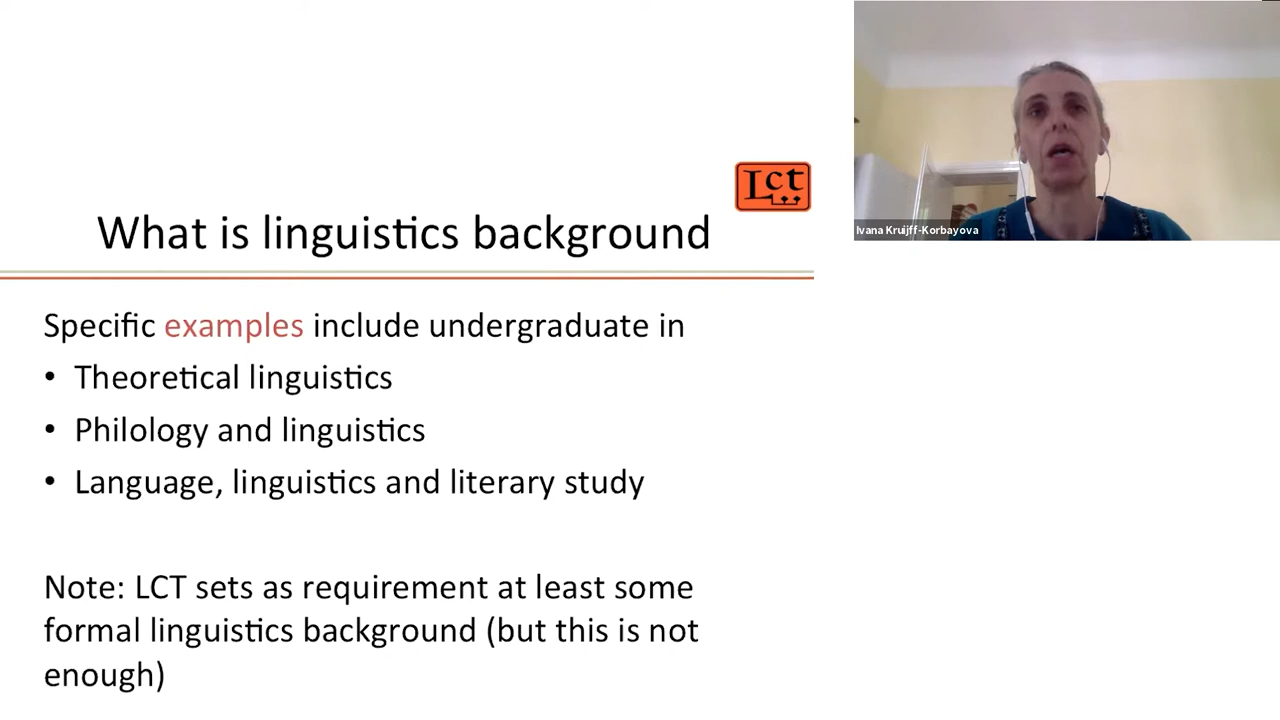 Lct
What is linguistics background
Specific examples include undergraduate in
• Theoretical linguistics
• Philology and linguistics
• Language, linguistics and literary study
Note: LCT sets as requirement at least some
formal linguistics background (but this is not
enough)
Ivana Kruijff-Korbayova